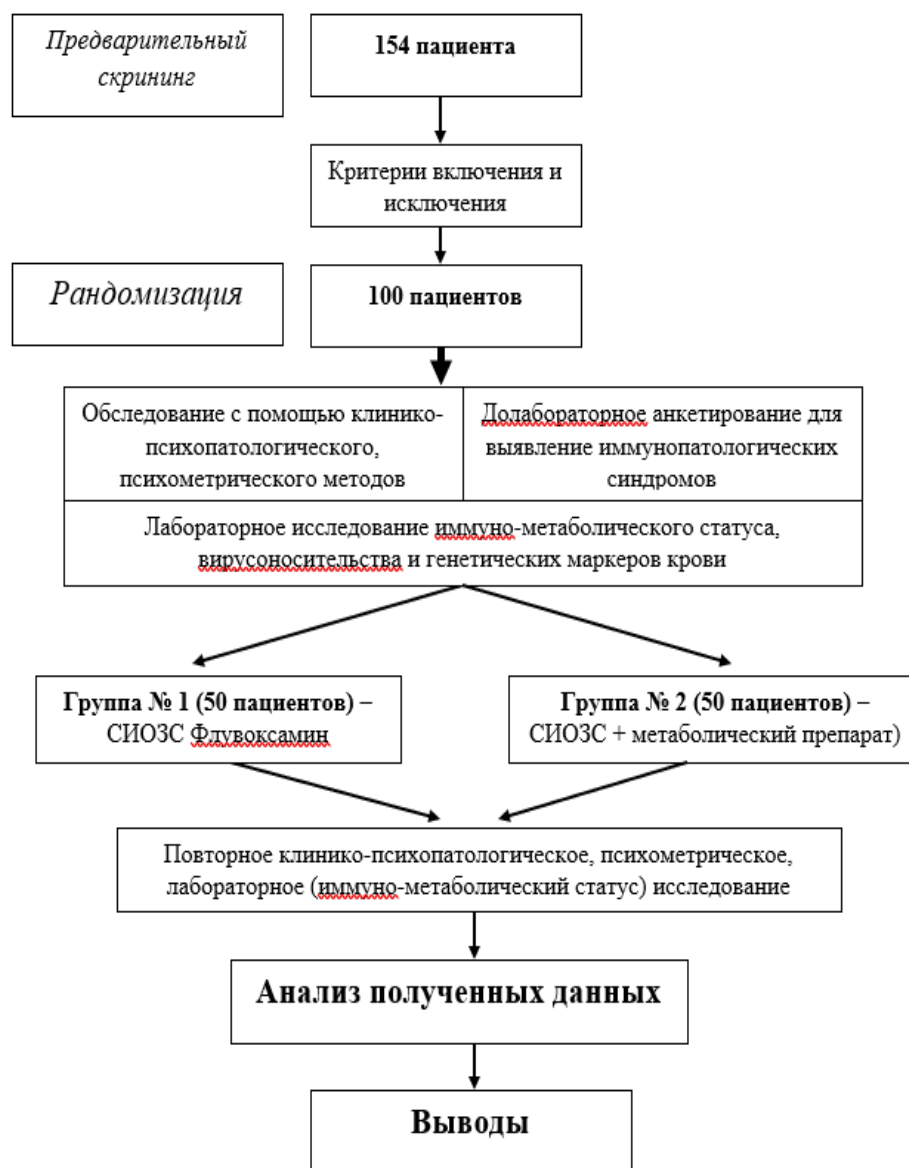 Предварительный
скрининг
154 пациента
Критерии включения и
исключения
Рандомизация
100 пациентов
Обследование с помощью клинико-
психопатологического,
психометрического методов
Долабораторное анкетирование для
выявление иммунопатологических
синдромов
Лабораторное исследование иммуно-метаболического статуса,
вирусоносительства и генетических маркеров крови
Группа № 1 (50 пациентов) –
СИОЗС Флувоксамин
Группа № 2 (50 пациентов) –
СИОЗС + метаболический препарат)
Повторное клинико-психопатологическое, психометрическое,
лабораторное (иммуно-метаболический статус) исследование
Анализ полученных данных
Выводы